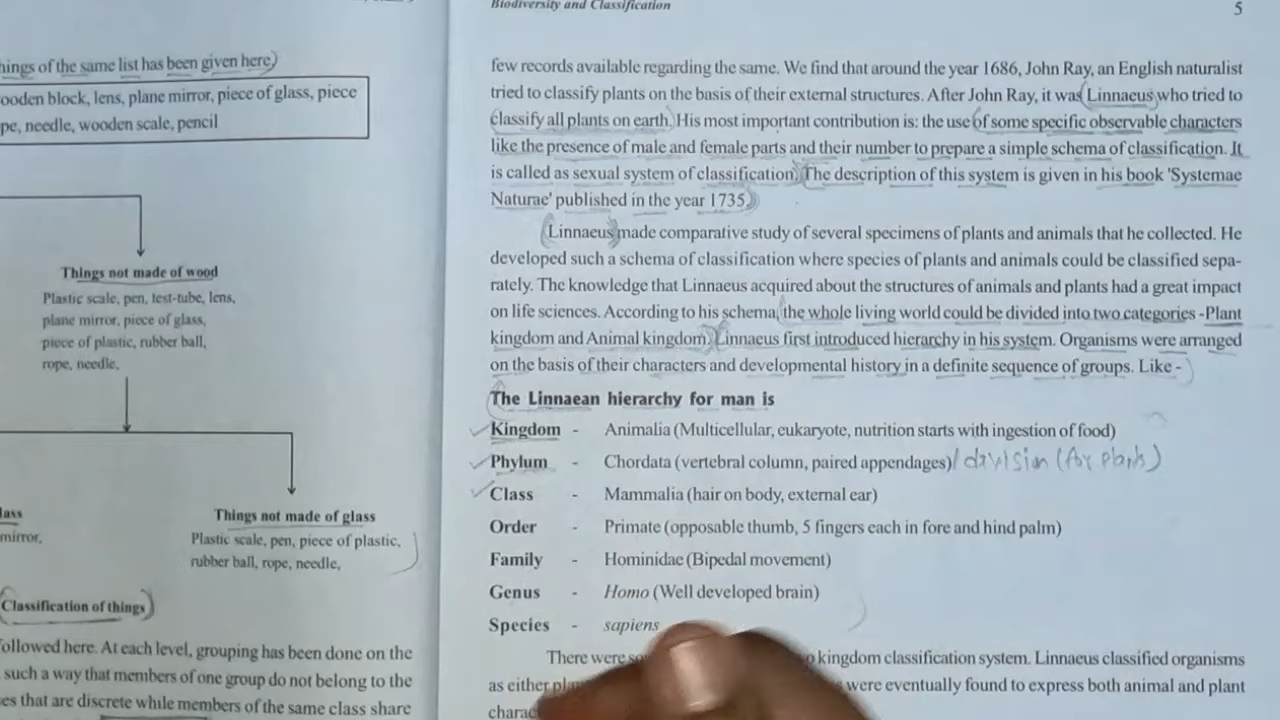 hings of the same list has been given here)
ooden block, lens, plane mirror, piece of glass, piece
pe, needle, wooden scale, pencil
Things not made of wood
Plastic scale, pen, test-tube, lens,
plane mirror, piece of glass,
piece of plastic, rubber ball,
rope, needle,
lass
mirror,
Things not made of glass
Plastic scale, pen, piece of plastic,
rubber ball, rope, needle,
Classification of things
ollowed here. At each level, grouping has been done on the
such a way that members of one group do not belong to the
es that are discrete while members of the same class share
Biodiversity and Classification
5
few records available regarding the same. We find that around the year 1686, John Ray, an English naturalist
tried to classify plants on the basis of their external structures. After John Ray, it was Linnaeus who tried to
classify all plants on earth. His most important contribution is: the use of some specific observable characters
like the presence of male and female parts and their number to prepare a simple schema of classification. It
is called as sexual system of classification. The description of this system is given in his book 'Systemae
Naturae' published in the year 1735.
Linnaeus made comparative study of several specimens of plants and animals that he collected. He
developed such a schema of classification where species of plants and animals could be classified sepa-
rately. The knowledge that Linnaeus acquired about the structures of animals and plants had a great impact
on life sciences. According to his schema, the whole living world could be divided into two categories -Plant
kingdom and Animal kingdom. Linnaeus first introduced hierarchy in his system. Organisms were arranged
on the basis of their characters and developmental history in a definite sequence of groups. Like -
The Linnaean hierarchy for man is
Kingdom - Animalia (Multicellular, eukaryote, nutrition starts with ingestion of food)
Phylum - Chordata (vertebral column, paired appendages) / division (for plants)
Class - Mammalia (hair on body, external ear)
Order - Primate (opposable thumb, 5 fingers each in fore and hind palm)
Family - Hominidae (Bipedal movement)
Genus - Homo (Well developed brain)
Species - sapiens
There were kingdom classification system. Linnaeus classified organisms
as either were eventually found to express both animal and plant